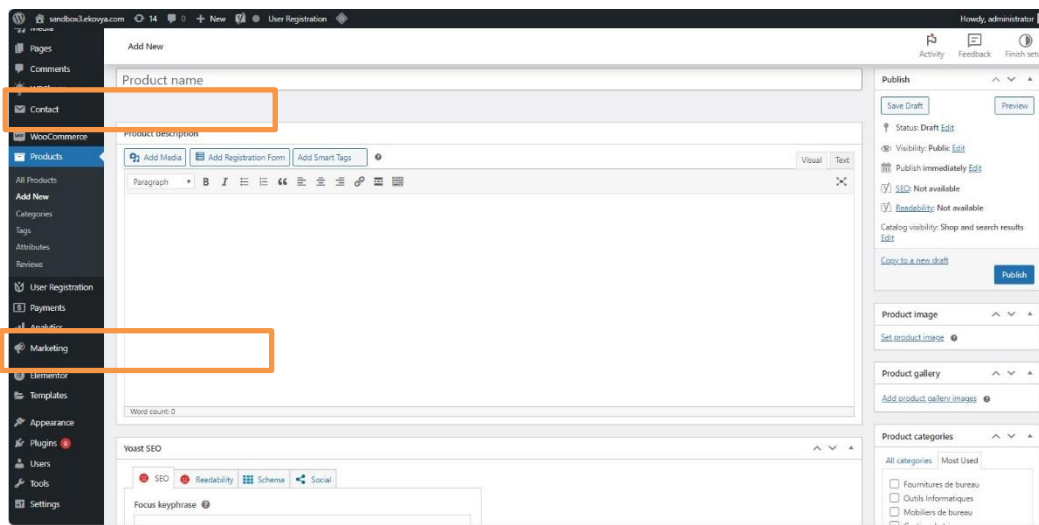 sandbox3.ekovya.com 14 0 + New User Registration Howdy, administrator
Media
Pages
Comments
Contact
WooCommerce
Products
All Products
Add New
Categories
Tags
Attributes
Reviews
User Registration
Payments
Analytics
Marketing
Elementor
Templates
Appearance
Plugins
Users
Tools
Settings
Add New
Activity Feedback Finish setu
Product name
Product description
Add Media Add Registration Form Add Smart Tags
Visual Text
Paragraph B I
Word count: 0
Yoast SEO
SEO Readability Schema Social
Focus keyphrase
Publish
Save Draft Preview
Status: Draft Edit
Visibility: Public Edit
Publish immediately Edit
SEO: Not available
Readability: Not available
Catalog visibility: Shop and search results
Edit
Copy to a new draft
Publish
Product image
Set product image
Product gallery
Add product gallery images
Product categories
All categories Most Used
Fournitures de bureau
Outils Informatiques
Mobiliers de bureau